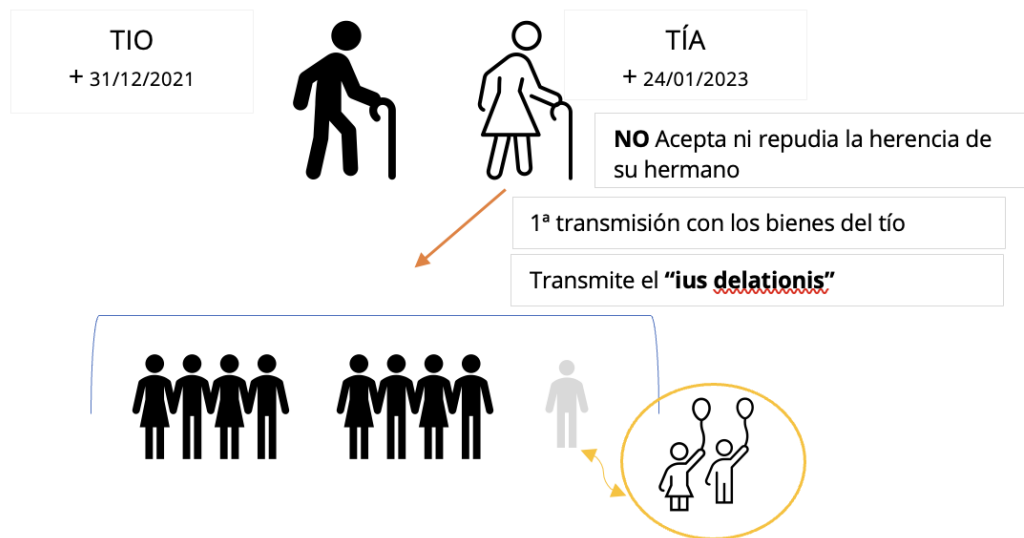 TIO
+ 31/12/2021
TÍA
+ 24/01/2023
NO Acepta ni repudia la herencia de
su hermano
1ª transmisión con los bienes del tío
Transmite el “ius delationis”